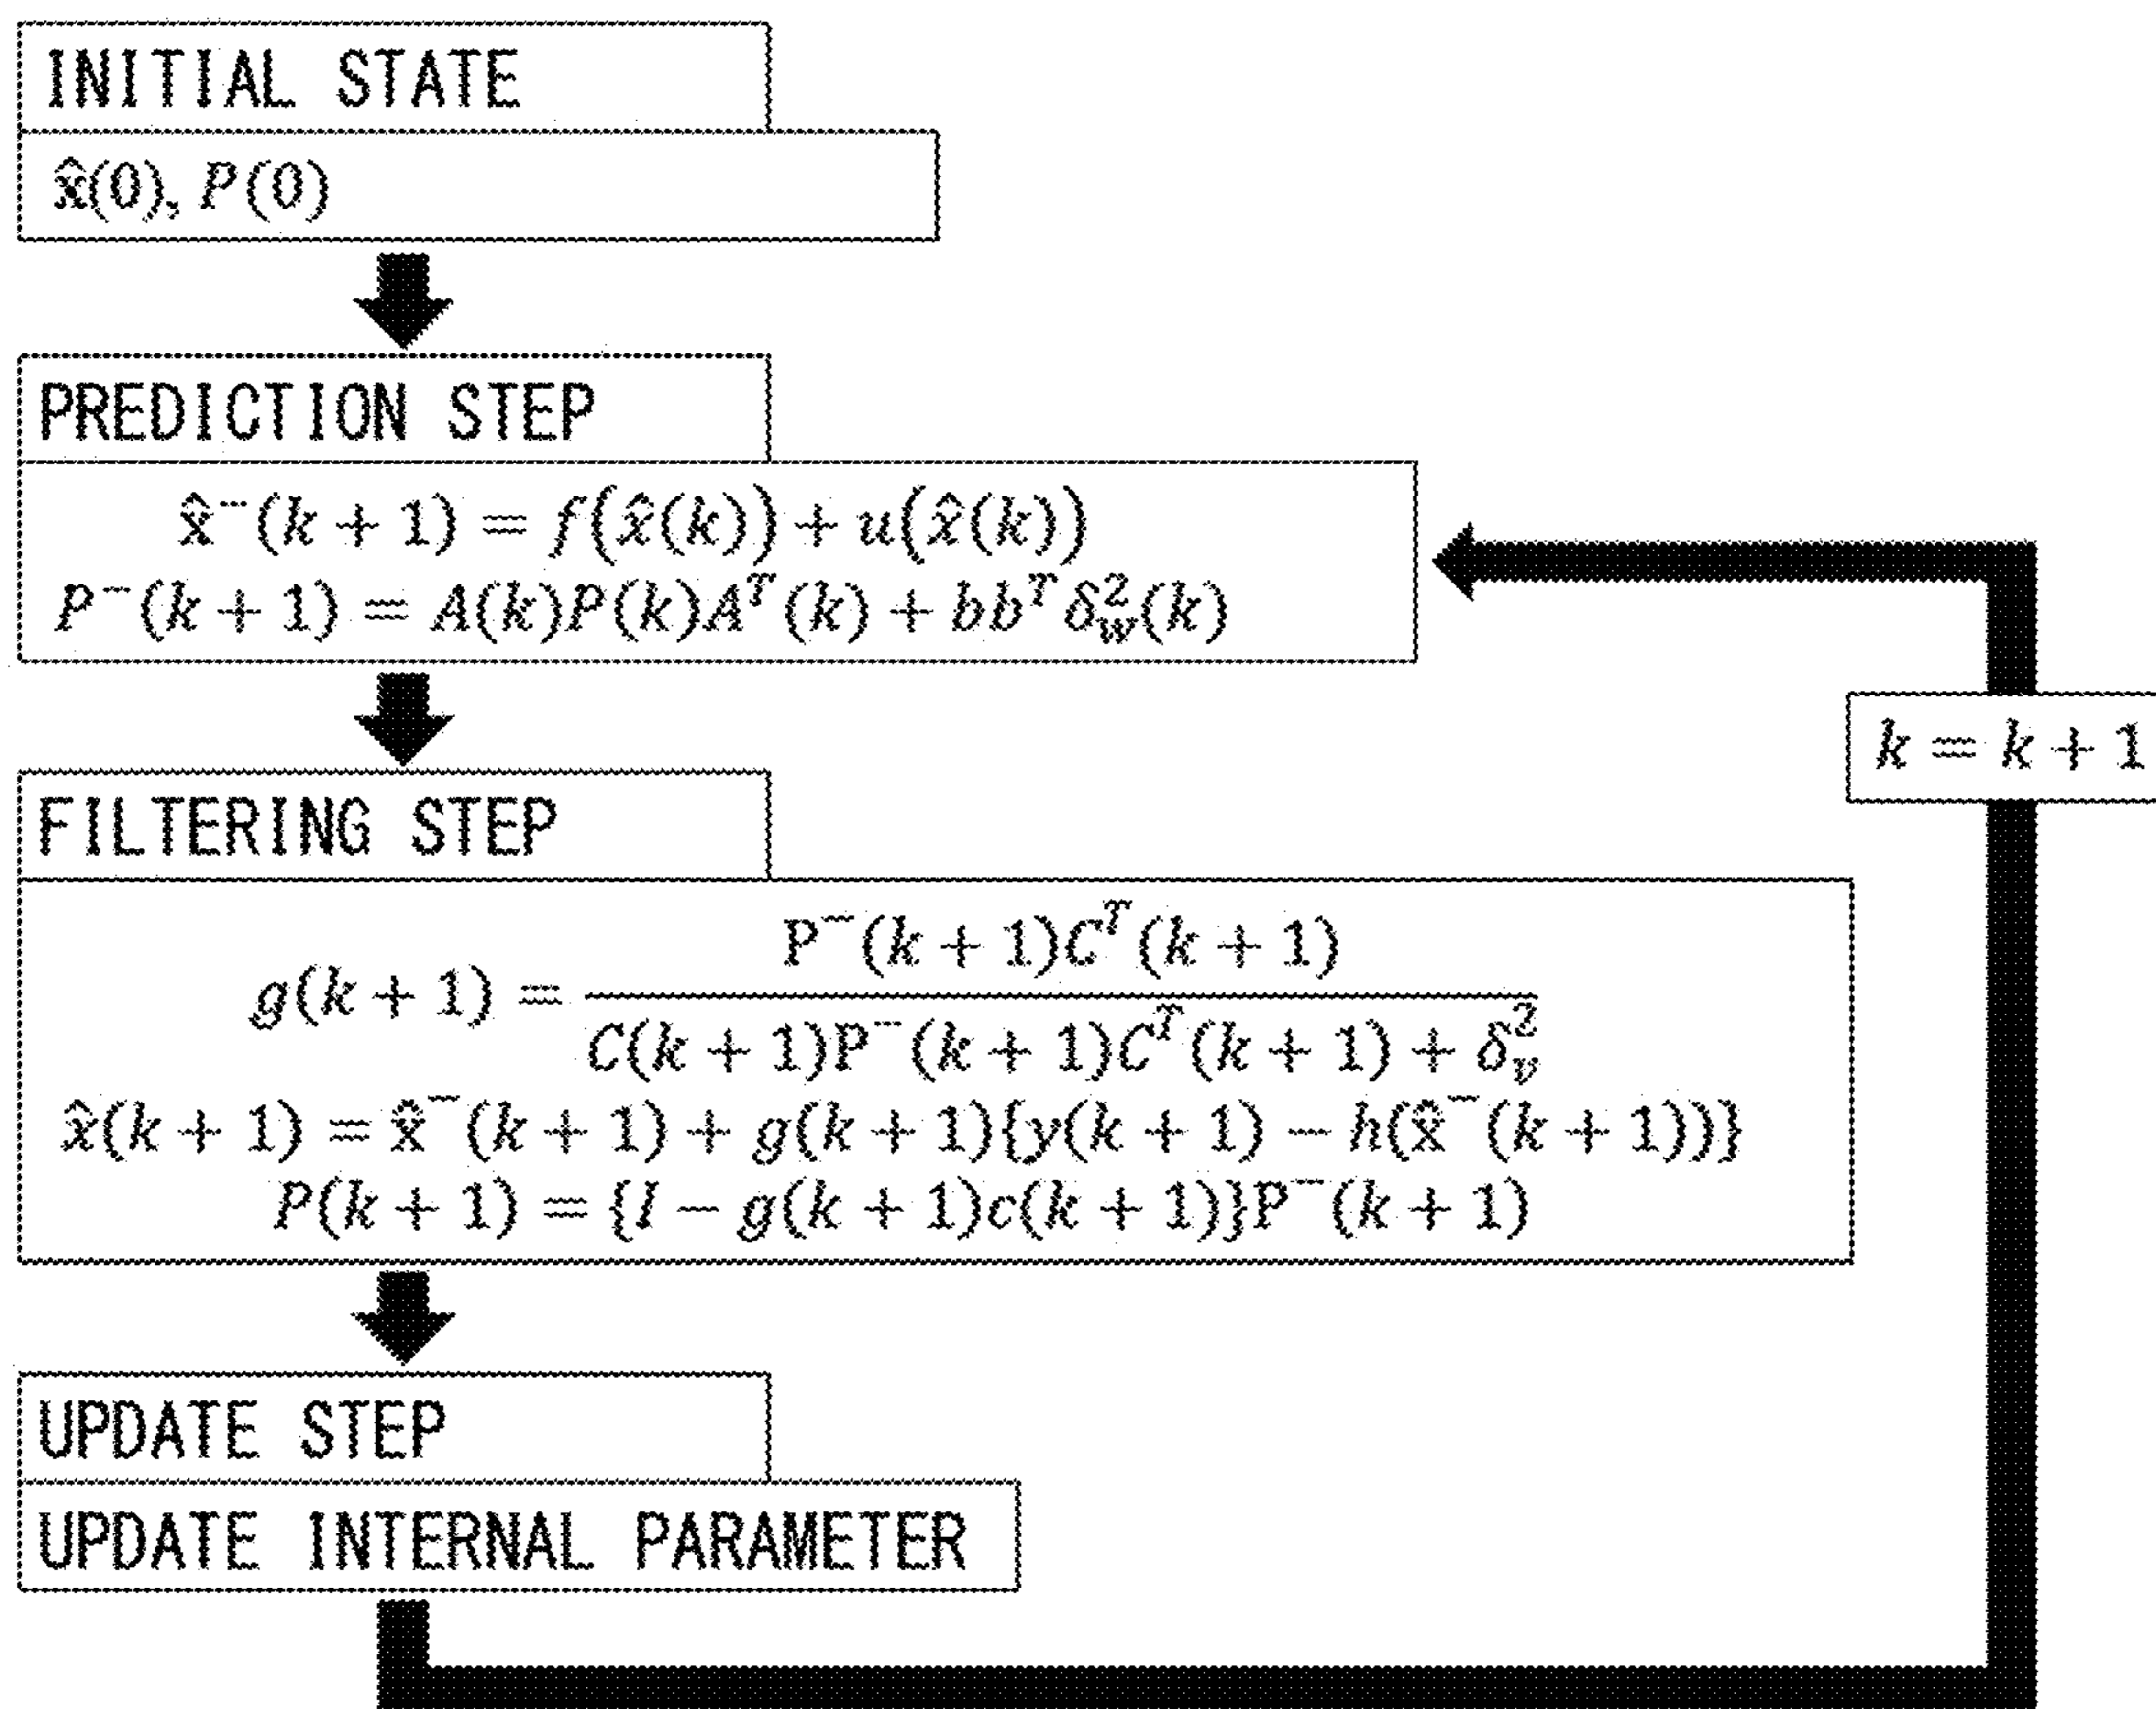 INITIAL STATE
x̂(0), P(0)
PREDICTION STEP
x̂⁻(k + 1) = f(x̂(k)) + u(x̂(k))
P⁻(k + 1) = A(k)P(k)Aᵀ(k) + bbᵀδ²_w(k)
k = k + 1
FILTERING STEP
g(k + 1) = P⁻(k + 1)Cᵀ(k + 1) / C(k + 1)P⁻(k + 1)Cᵀ(k + 1) + δ²_v
x̂(k + 1) = x̂⁻(k + 1) + g(k + 1){y(k + 1) − h(x̂⁻(k + 1))}
P(k + 1) = {I − g(k + 1)c(k + 1)}P⁻(k + 1)
UPDATE STEP
UPDATE INTERNAL PARAMETER